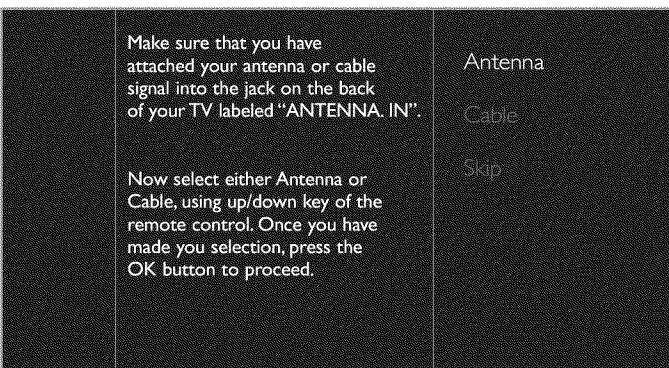 Make sure that you have
attached your antenna or cable
signal into the jack on the back
of your TV labeled “ANTENNA. IN”.
Now select either Antenna or
Cable, using up/down key of the
remote control. Once you have
made you selection, press the
OK button to proceed.
Antenna
Cable
Skip